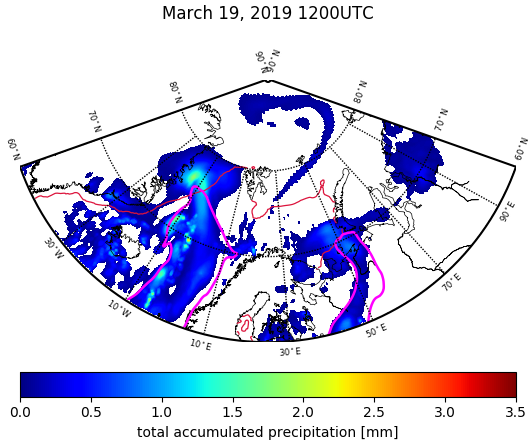 March 19, 2019 1200UTC
90°N 90°N
80°N 80°N
70°N 70°N
60°N 60°N
30°W
10°W
10°E
30°E
50°E
70°E
90°E
0.0 0.5 1.0 1.5 2.0 2.5 3.0 3.5
total accumulated precipitation [mm]